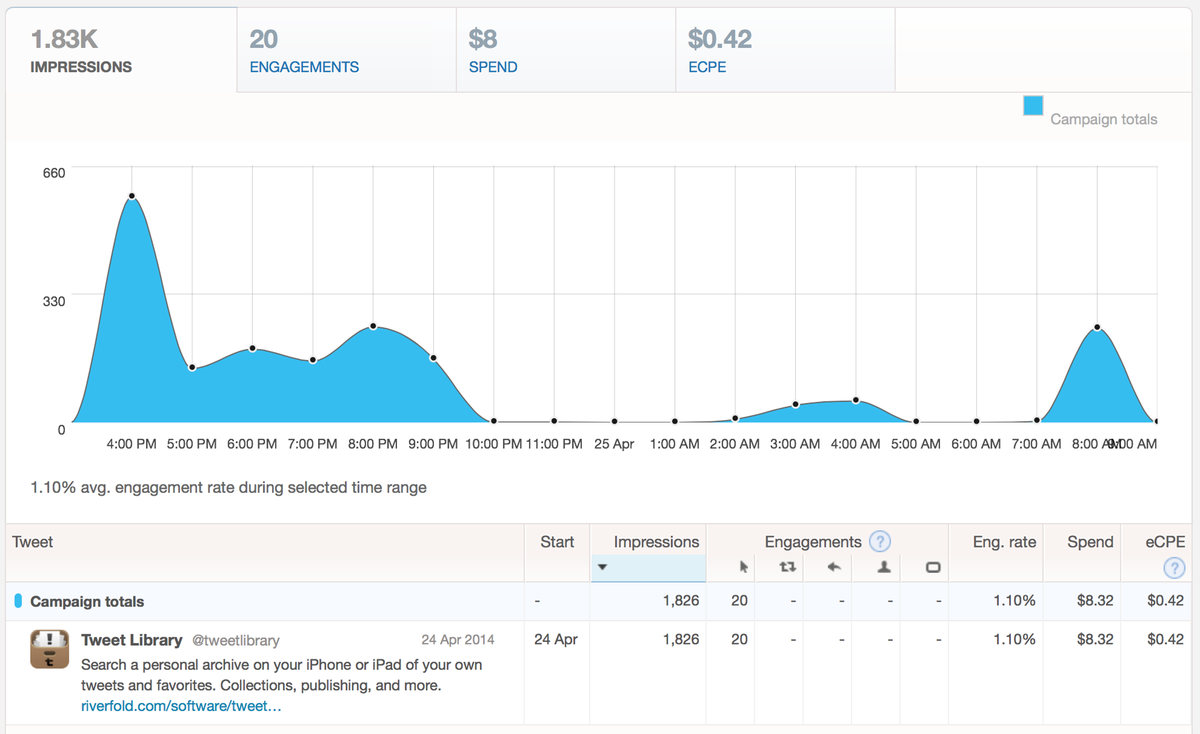 1.83K 20 $8 $0.42
IMPRESSIONS ENGAGEMENTS SPEND ECPE
Campaign totals
660
330
0
4:00 PM 5:00 PM 6:00 PM 7:00 PM 8:00 PM 9:00 PM 10:00 PM 11:00 PM 25 Apr 1:00 AM 2:00 AM 3:00 AM 4:00 AM 5:00 AM 6:00 AM 7:00 AM 8:00 AM 9:00 AM
1.10% avg. engagement rate during selected time range
Tweet Start Impressions Engagements ? Eng. rate Spend eCPE
?
Campaign totals - 1,826 20 - - - - 1.10% $8.32 $0.42
Tweet Library @tweetlibrary 24 Apr 2014 24 Apr 1,826 20 - - - - 1.10% $8.32 $0.42
Search a personal archive on your iPhone or iPad of your own
tweets and favorites. Collections, publishing, and more.
riverfold.com/software/tweet…